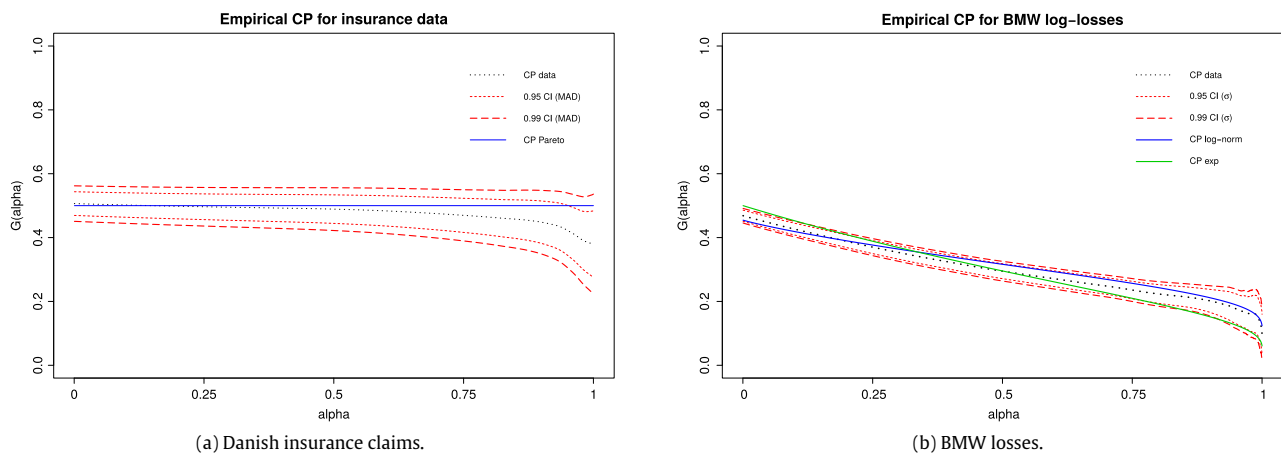 Empirical CP for insurance data
1.0
0.8
0.6
0.4
0.2
0.0
G(alpha)
CP data
0.95 CI (MAD)
0.99 CI (MAD)
CP Pareto
0 0.25 0.5 0.75 1
alpha
(a) Danish insurance claims.
Empirical CP for BMW log−losses
1.0
0.8
0.6
0.4
0.2
0.0
G(alpha)
CP data
0.95 CI (σ)
0.99 CI (σ)
CP log−norm
CP exp
0 0.25 0.5 0.75 1
alpha
(b) BMW losses.